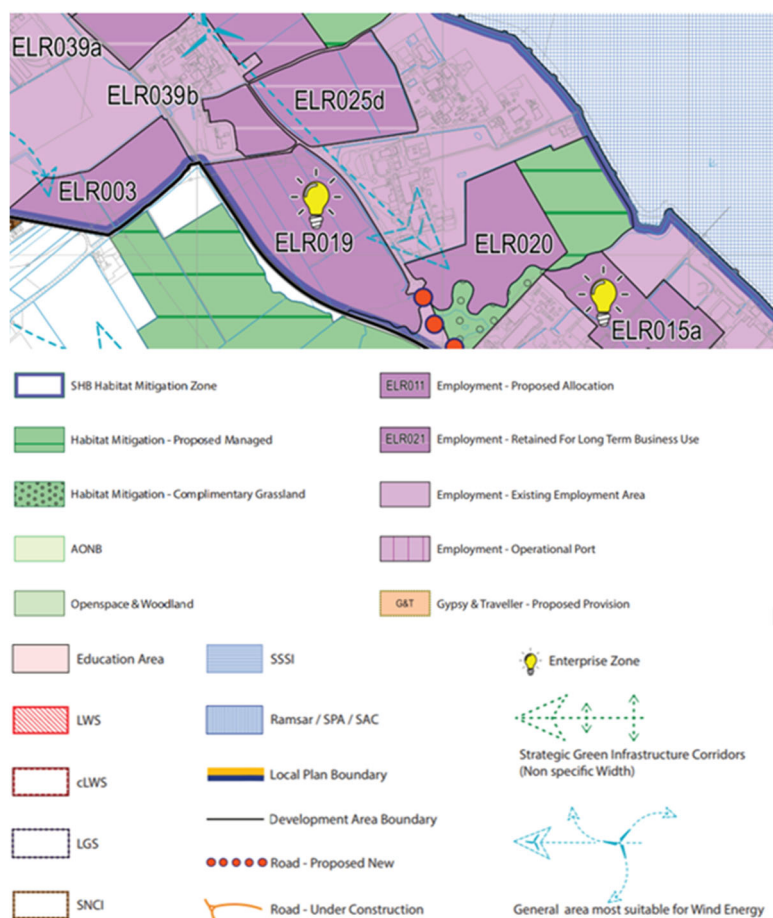 ELR039a
ELR039b
ELR025d
ELR003
ELR019
ELR020
ELR015a
SHB Habitat Mitigation Zone
ELR011 Employment - Proposed Allocation
Habitat Mitigation - Proposed Managed
ELR021 Employment - Retained For Long Term Business Use
Habitat Mitigation - Complimentary Grassland
Employment - Existing Employment Area
AONB
Employment - Operational Port
Openspace & Woodland
G&T Gypsy & Traveller - Proposed Provision
Education Area
SSSI
Enterprise Zone
LWS
Ramsar / SPA / SAC
Strategic Green Infrastructure Corridors
(Non specific Width)
cLWS
Local Plan Boundary
Development Area Boundary
LGS
Road - Proposed New
SNCI
Road - Under Construction
General area most suitable for Wind Energy